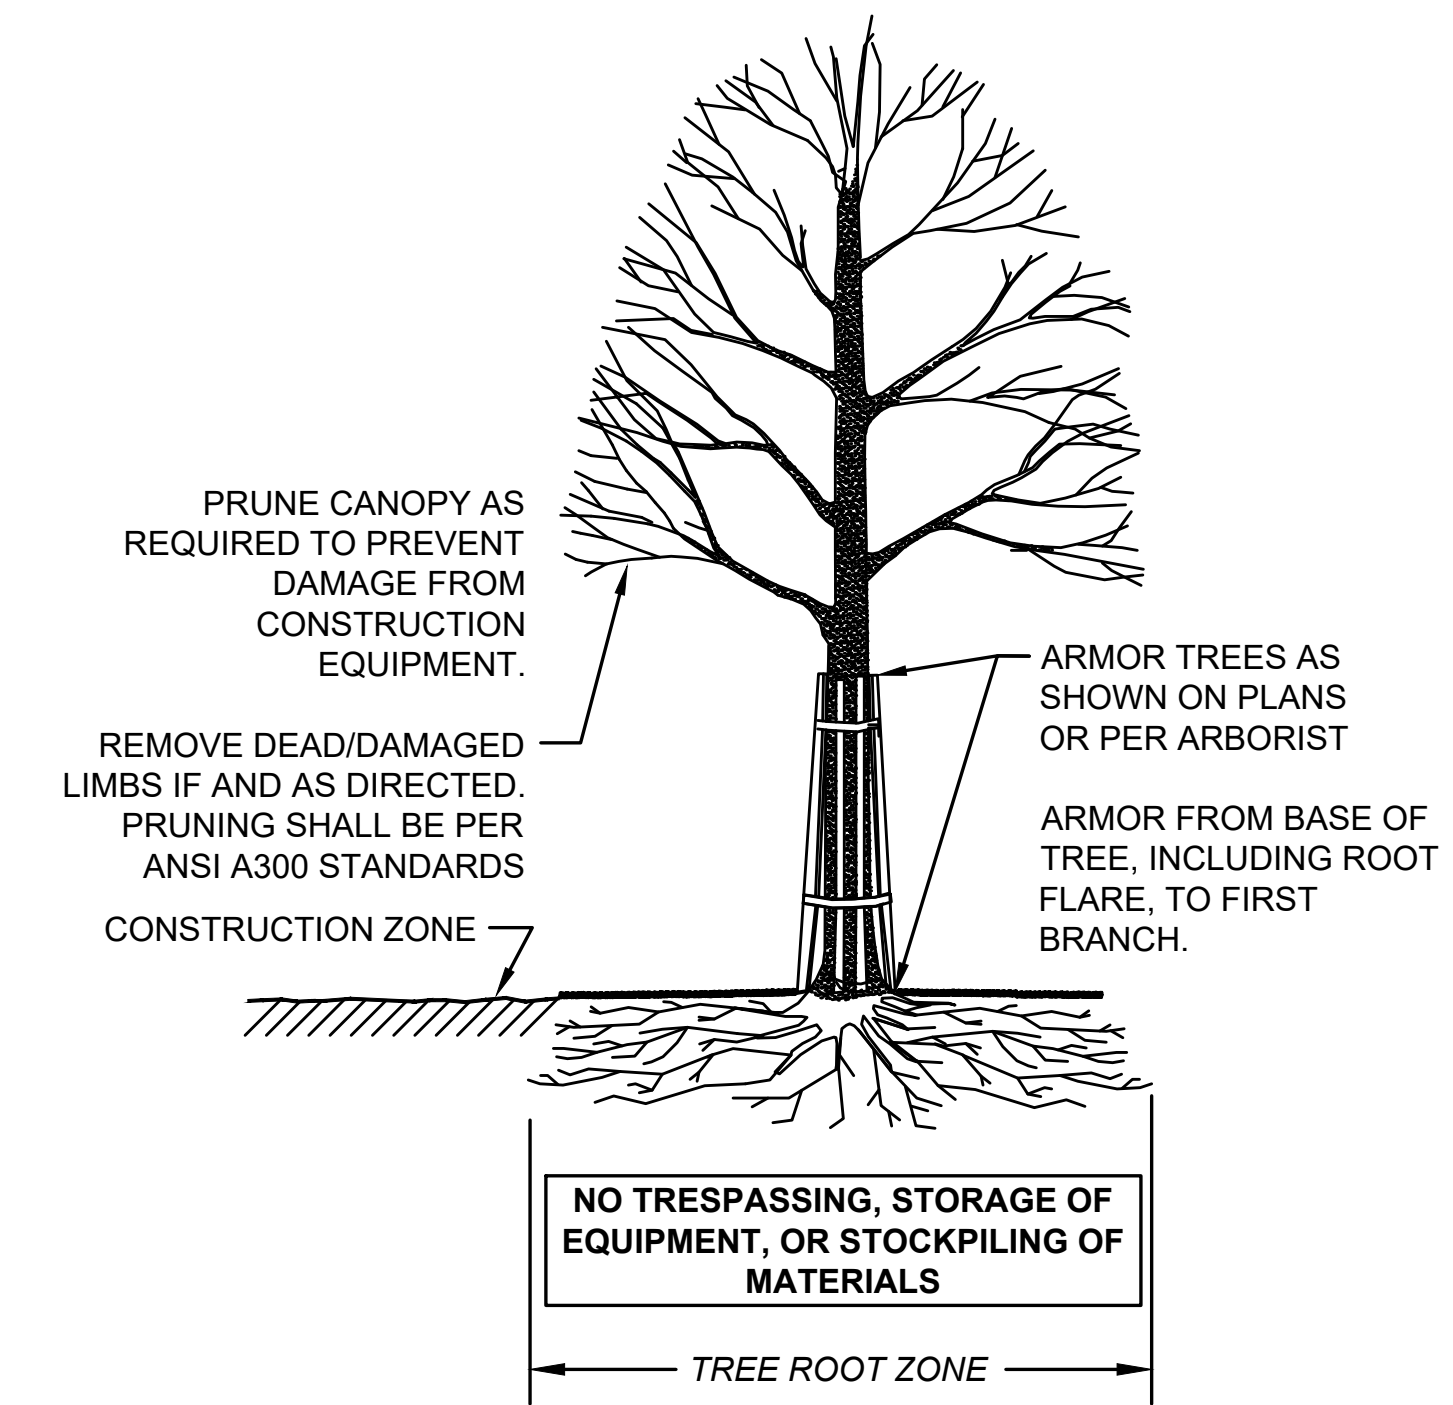 PRUNE CANOPY AS
REQUIRED TO PREVENT
DAMAGE FROM
CONSTRUCTION
EQUIPMENT.
REMOVE DEAD/DAMAGED
LIMBS IF AND AS DIRECTED.
PRUNING SHALL BE PER
ANSI A300 STANDARDS
CONSTRUCTION ZONE
ARMOR TREES AS
SHOWN ON PLANS
OR PER ARBORIST
ARMOR FROM BASE OF
TREE, INCLUDING ROOT
FLARE, TO FIRST
BRANCH.
NO TRESPASSING, STORAGE OF
EQUIPMENT, OR STOCKPILING OF
MATERIALS
TREE ROOT ZONE